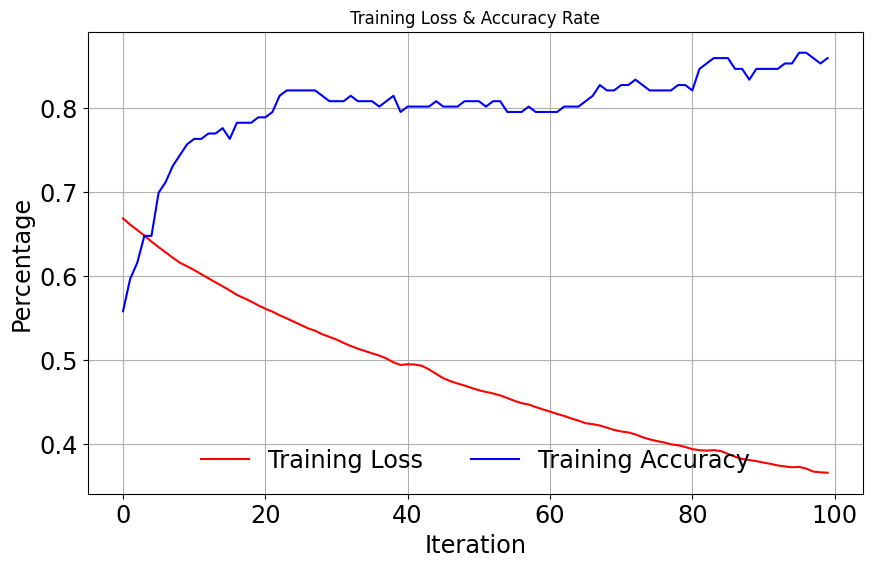 Training Loss & Accuracy Rate
Percentage
0.8
0.7
0.6
0.5
0.4
Training Loss Training Accuracy
0 20 40 60 80 100
Iteration